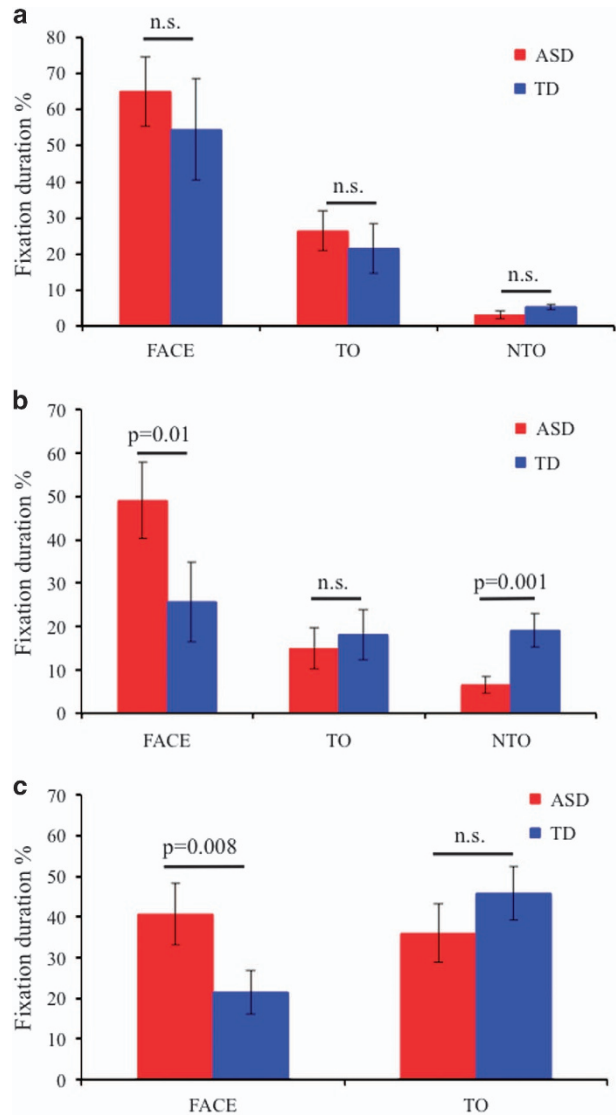 a
n.s.
80
70
60
50
40
30
20
10
0
Fixation duration %
ASD
TD
n.s.
n.s.
FACE TO NTO
b
70
60
50
40
30
20
10
0
Fixation duration %
p=0.01
ASD
TD
n.s.
p=0.001
FACE TO NTO
c
70
60
50
40
30
20
10
0
Fixation duration %
p=0.008
n.s.
ASD
TD
FACE TO